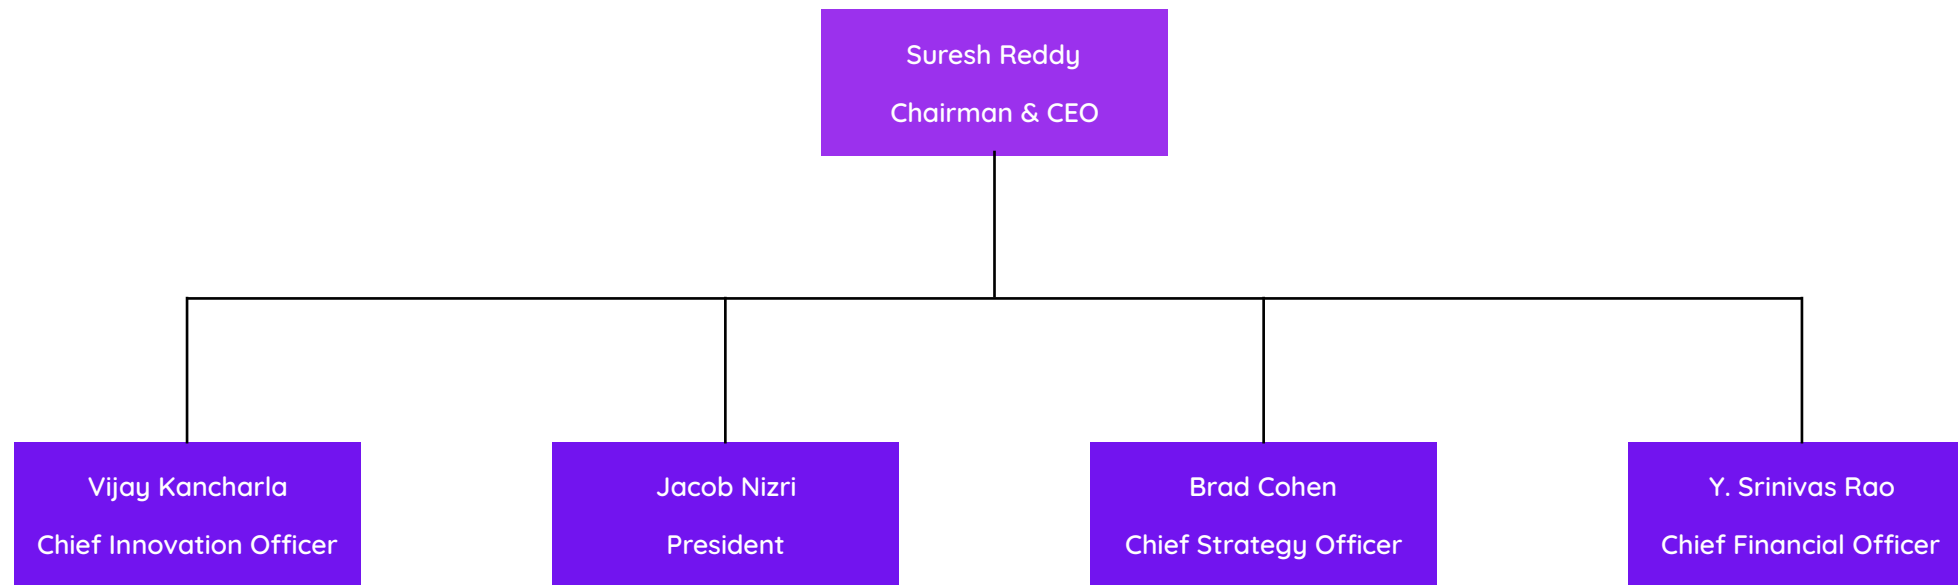 Suresh Reddy
Chairman & CEO
Vijay Kancharla
Chief Innovation Officer
Jacob Nizri
President
Brad Cohen
Chief Strategy Officer
Y. Srinivas Rao
Chief Financial Officer